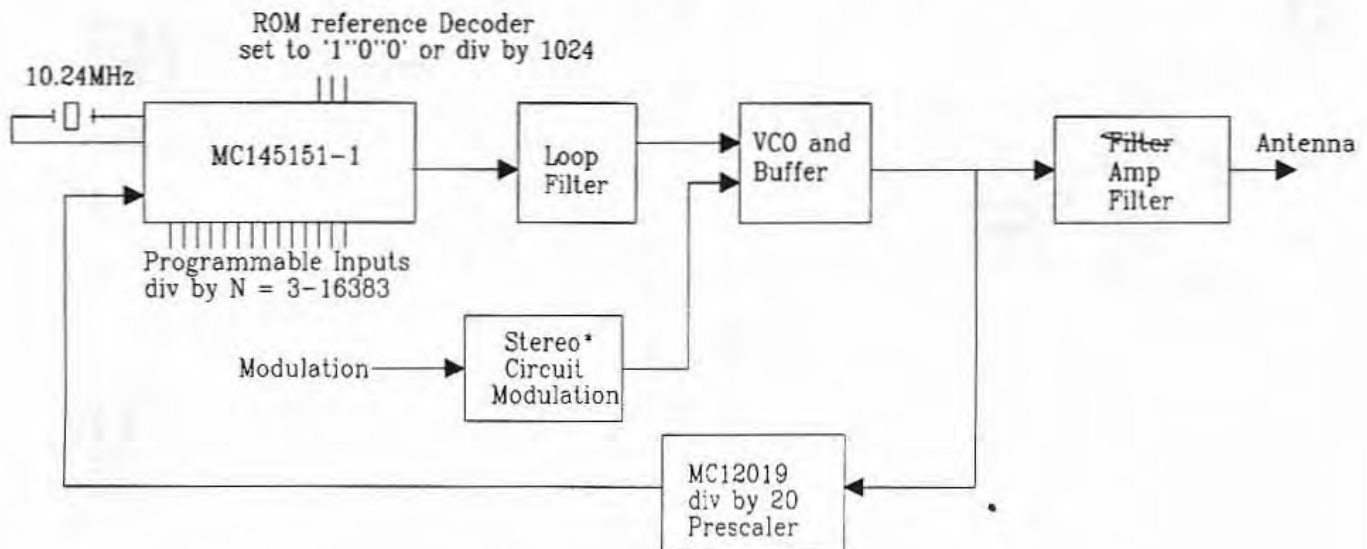 ROM reference Decoder
set to '1"0"0' or div by 1024
10.24MHz
MC145151-1
Loop
Filter
VCO and
Buffer
Filter
Amp
Filter
Antenna
Programmable Inputs
div by N = 3-16383
Modulation
Stereo*
Circuit
Modulation
MC12019
div by 20
Prescaler